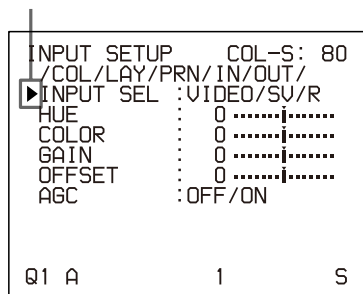 INPUT SETUP COL-S: 80
/COL/LAY/PRN/IN/OUT/
▶INPUT SEL :VIDEO/SV/R
HUE : 0
COLOR : 0
GAIN : 0
OFFSET : 0
AGC :OFF/ON
Q1 A 1 S